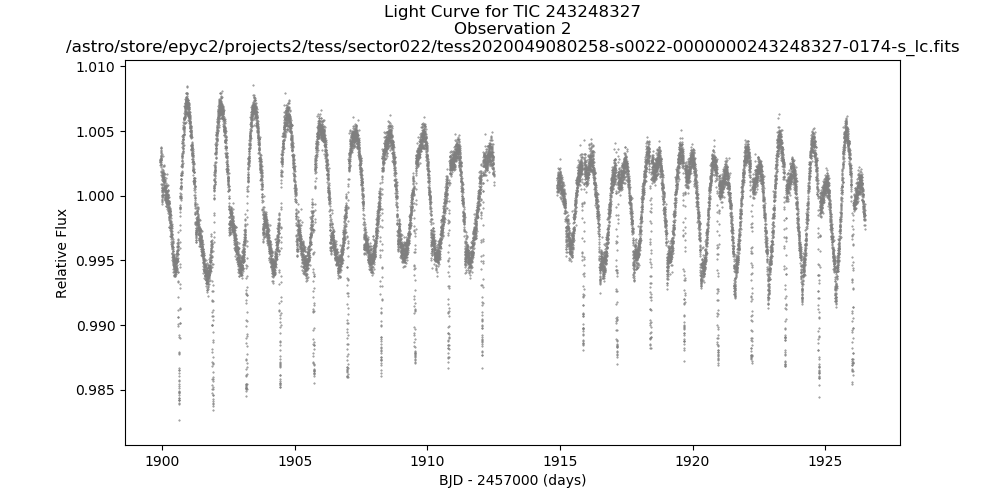 Light Curve for TIC 243248327
Observation 2
/astro/store/epyc2/projects2/tess/sector022/tess2020049080258-s0022-0000000243248327-0174-s_lc.fits
1.010
1.005
1.000
0.995
0.990
0.985
Relative Flux
1900
1905
1910
1915
1920
1925
BJD - 2457000 (days)